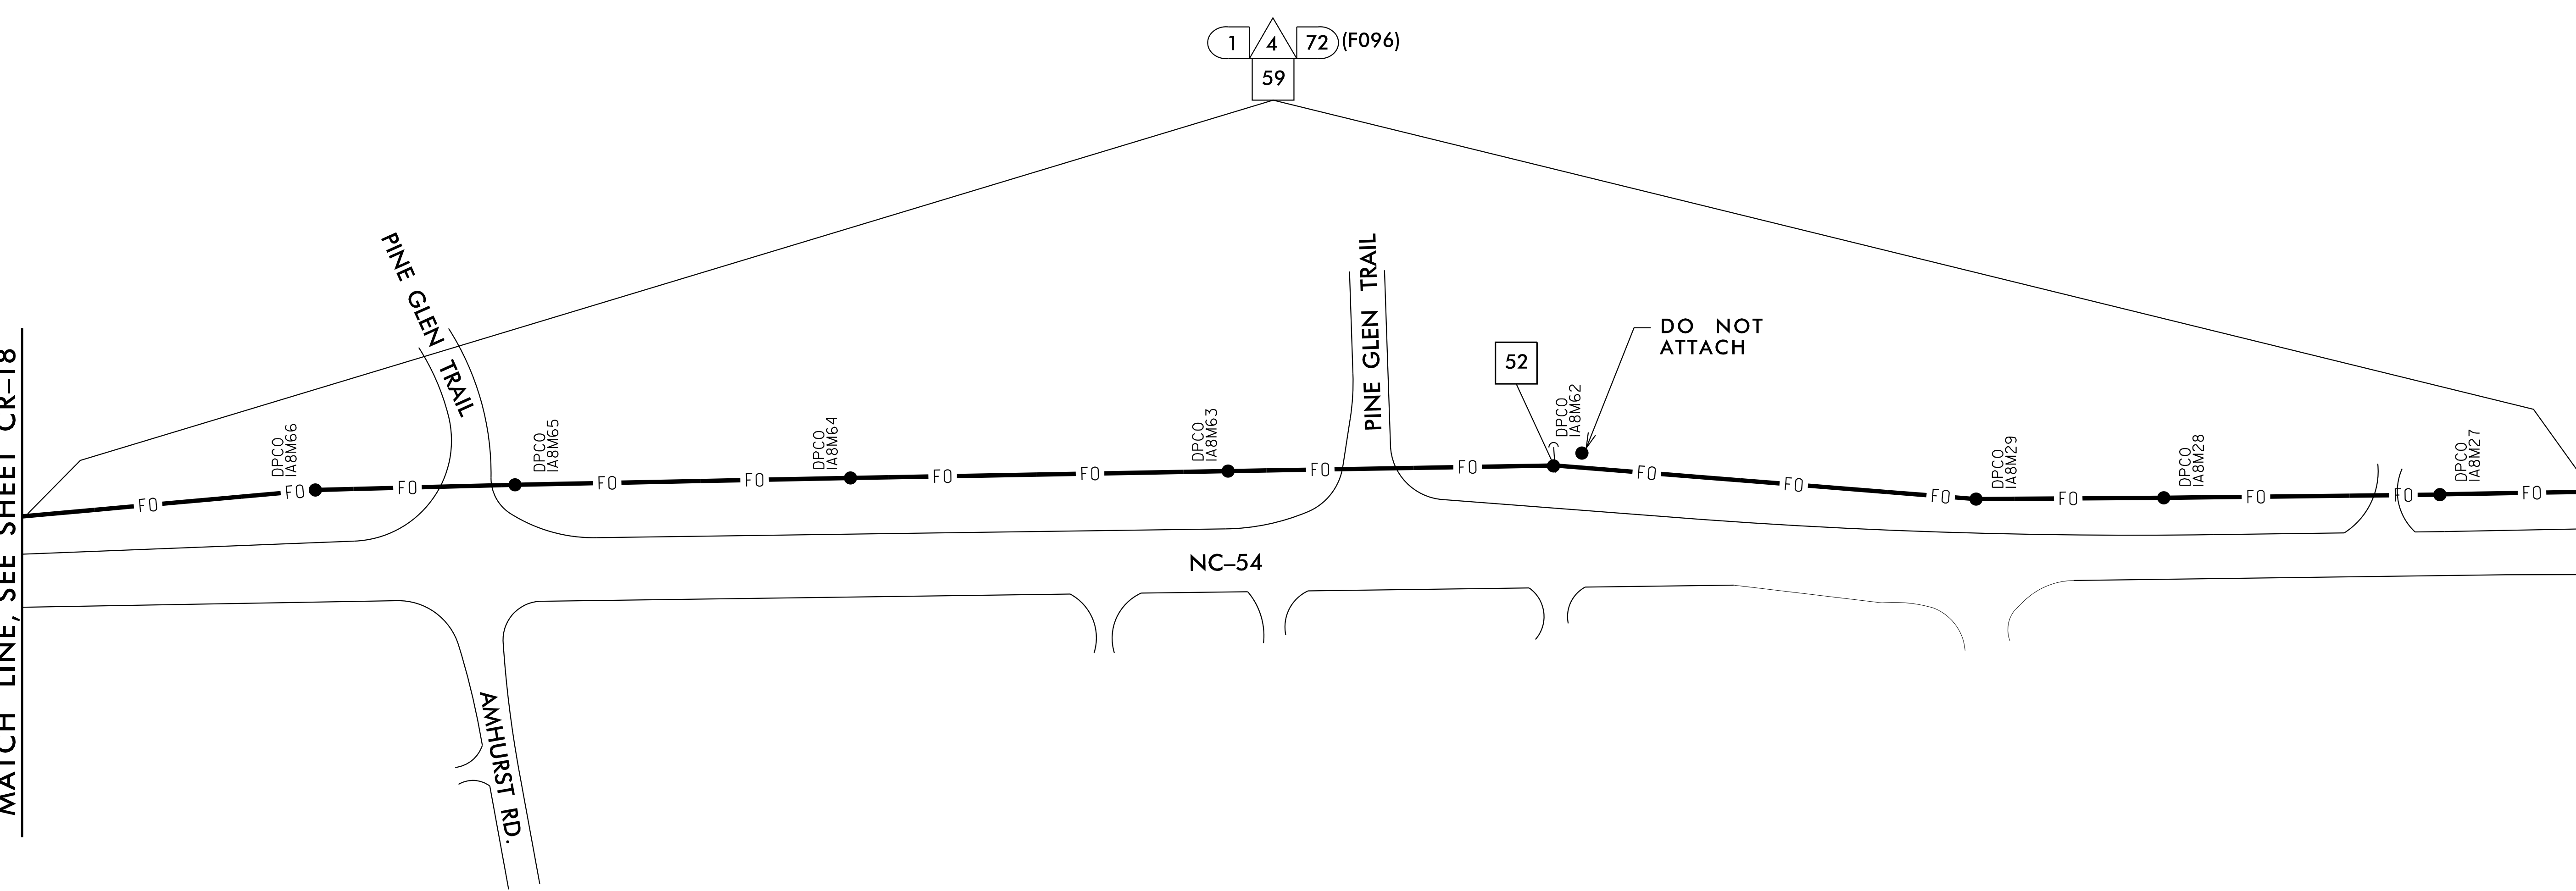 1 4 72 (F096)
59
PINE GLEN TRAIL
PINE GLEN TRAIL
DO NOT
ATTACH
52
MATCH LINE, SEE SHEET CR-18
DPCO
IA8M66
DPCO
IA8M65
DPCO
IA8M64
DPCO
IA8M63
DPCO
IA8M62
DPCO
IA8M29
DPCO
IA8M28
DPCO
IA8M27
FO FO FO FO FO FO FO FO FO FO FO FO FO FO FO FO
NC-54
AMHURST RD.